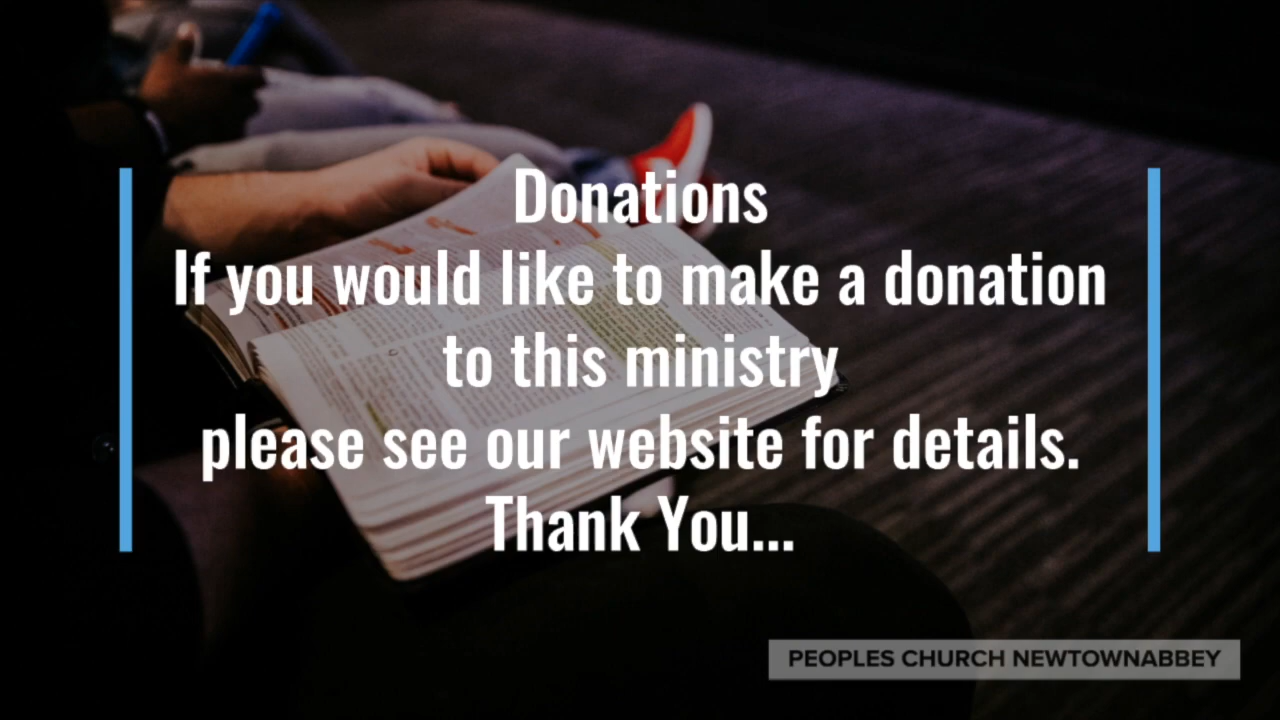 Donations
If you would like to make a donation
to this ministry
please see our website for details.
Thank You...
PEOPLES CHURCH NEWTOWNABBEY